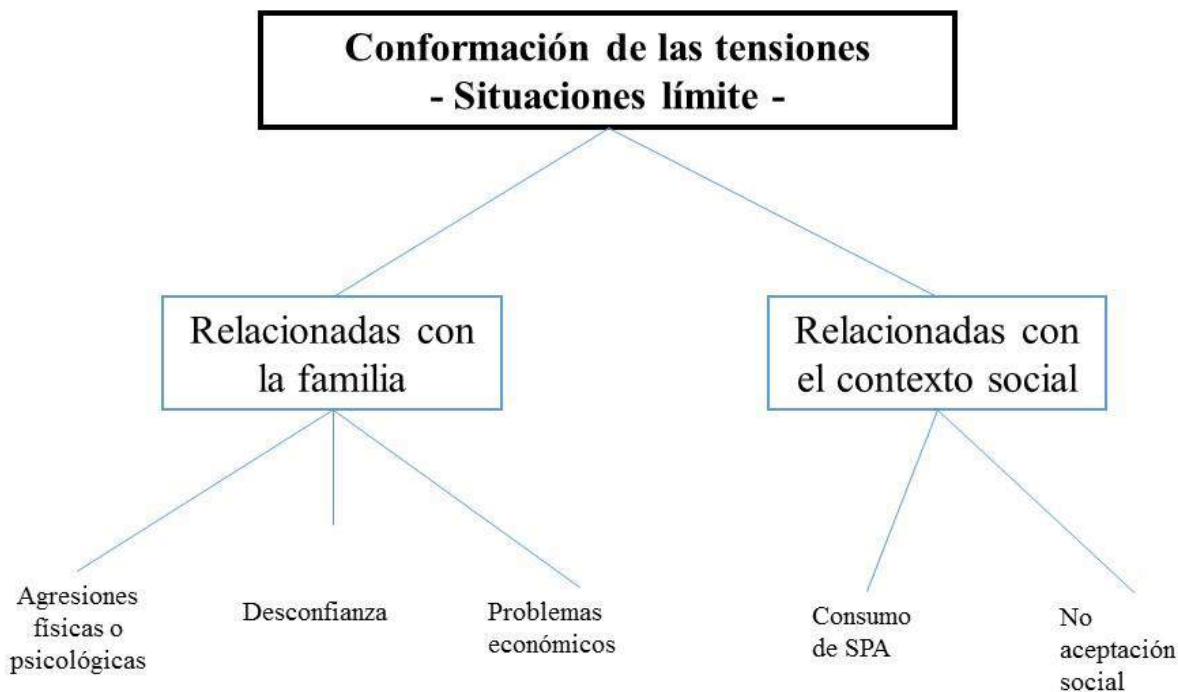 Conformación de las tensiones
- Situaciones límite -
Relacionadas con
la familia
Relacionadas con
el contexto social
Agresiones
físicas o
psicológicas
Desconfianza
Problemas
económicos
Consumo
de SPA
No
aceptación
social